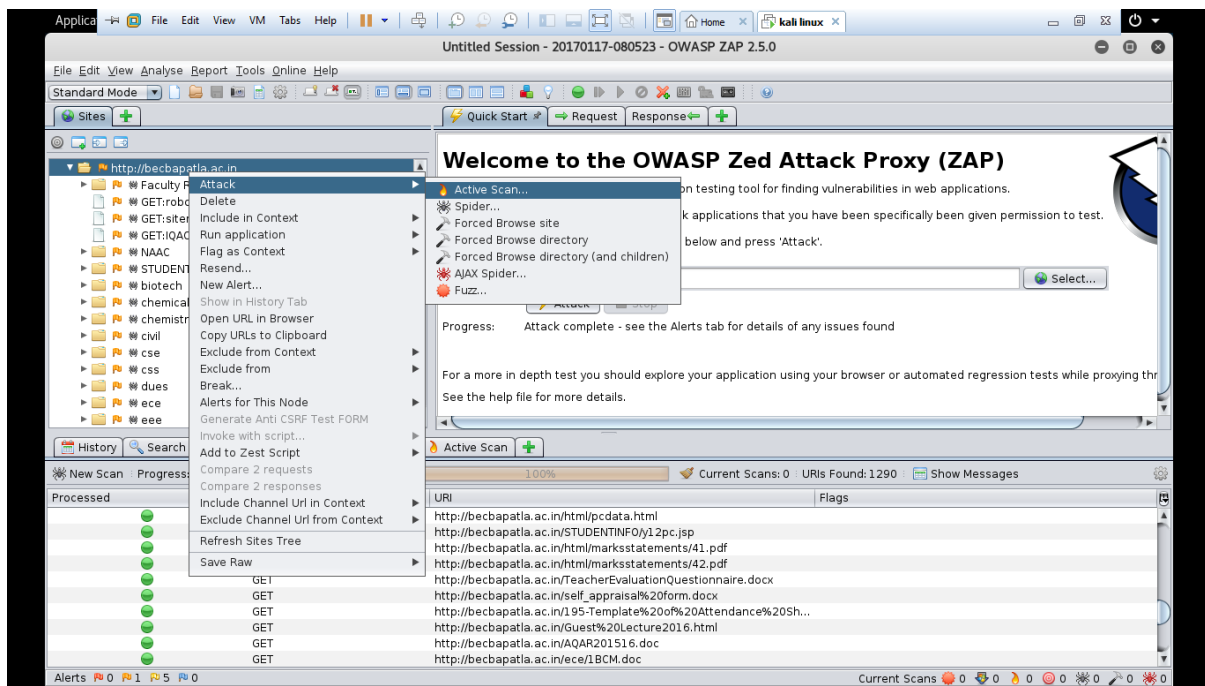 Applica File Edit View VM Tabs Help Home × kali linux ×
Untitled Session - 20170117-080523 - OWASP ZAP 2.5.0
File Edit View Analyse Report Tools Online Help
Standard Mode
Sites
Quick Start Request Response
http://becbapatla.ac.in
Faculty R
GET:robo
GET:siter
GET:IQAC
NAAC
STUDENT
biotech
chemical
chemistr
civil
cse
css
dues
ece
eee
Attack
Delete
Include in Context
Run application
Flag as Context
Resend...
New Alert...
Show in History Tab
Open URL in Browser
Copy URLs to Clipboard
Exclude from Context
Exclude from
Break...
Alerts for This Node
Generate Anti CSRF Test FORM
Invoke with script...
Add to Zest Script
Compare 2 requests
Compare 2 responses
Include Channel Url in Context
Exclude Channel Url from Context
Refresh Sites Tree
Save Raw
Active Scan...
Spider...
Forced Browse site
Forced Browse directory
Forced Browse directory (and children)
AJAX Spider...
Fuzz...
Welcome to the OWASP Zed Attack Proxy (ZAP)
on testing tool for finding vulnerabilities in web applications.
k applications that you have been specifically been given permission to test.
below and press 'Attack'.
Select...
Attack Stop
Progress: Attack complete - see the Alerts tab for details of any issues found
For a more in depth test you should explore your application using your browser or automated regression tests while proxying thr
See the help file for more details.
History Search Active Scan
New Scan Progress: 100% Current Scans: 0 URIs Found: 1290 Show Messages
Processed URI Flags
http://becbapatla.ac.in/html/pcdata.html
http://becbapatla.ac.in/STUDENTINFO/y12pc.jsp
http://becbapatla.ac.in/html/marksstatements/41.pdf
http://becbapatla.ac.in/html/marksstatements/42.pdf
GET http://becbapatla.ac.in/TeacherEvaluationQuestionnaire.docx
GET http://becbapatla.ac.in/self_appraisal%20form.docx
GET http://becbapatla.ac.in/195-Template%20of%20Attendance%20Sh...
GET http://becbapatla.ac.in/Guest%20Lecture2016.html
GET http://becbapatla.ac.in/AQAR201516.doc
GET http://becbapatla.ac.in/ece/1BCM.doc
Alerts 0 1 5 0 Current Scans 0 0 0 0 0 0 0